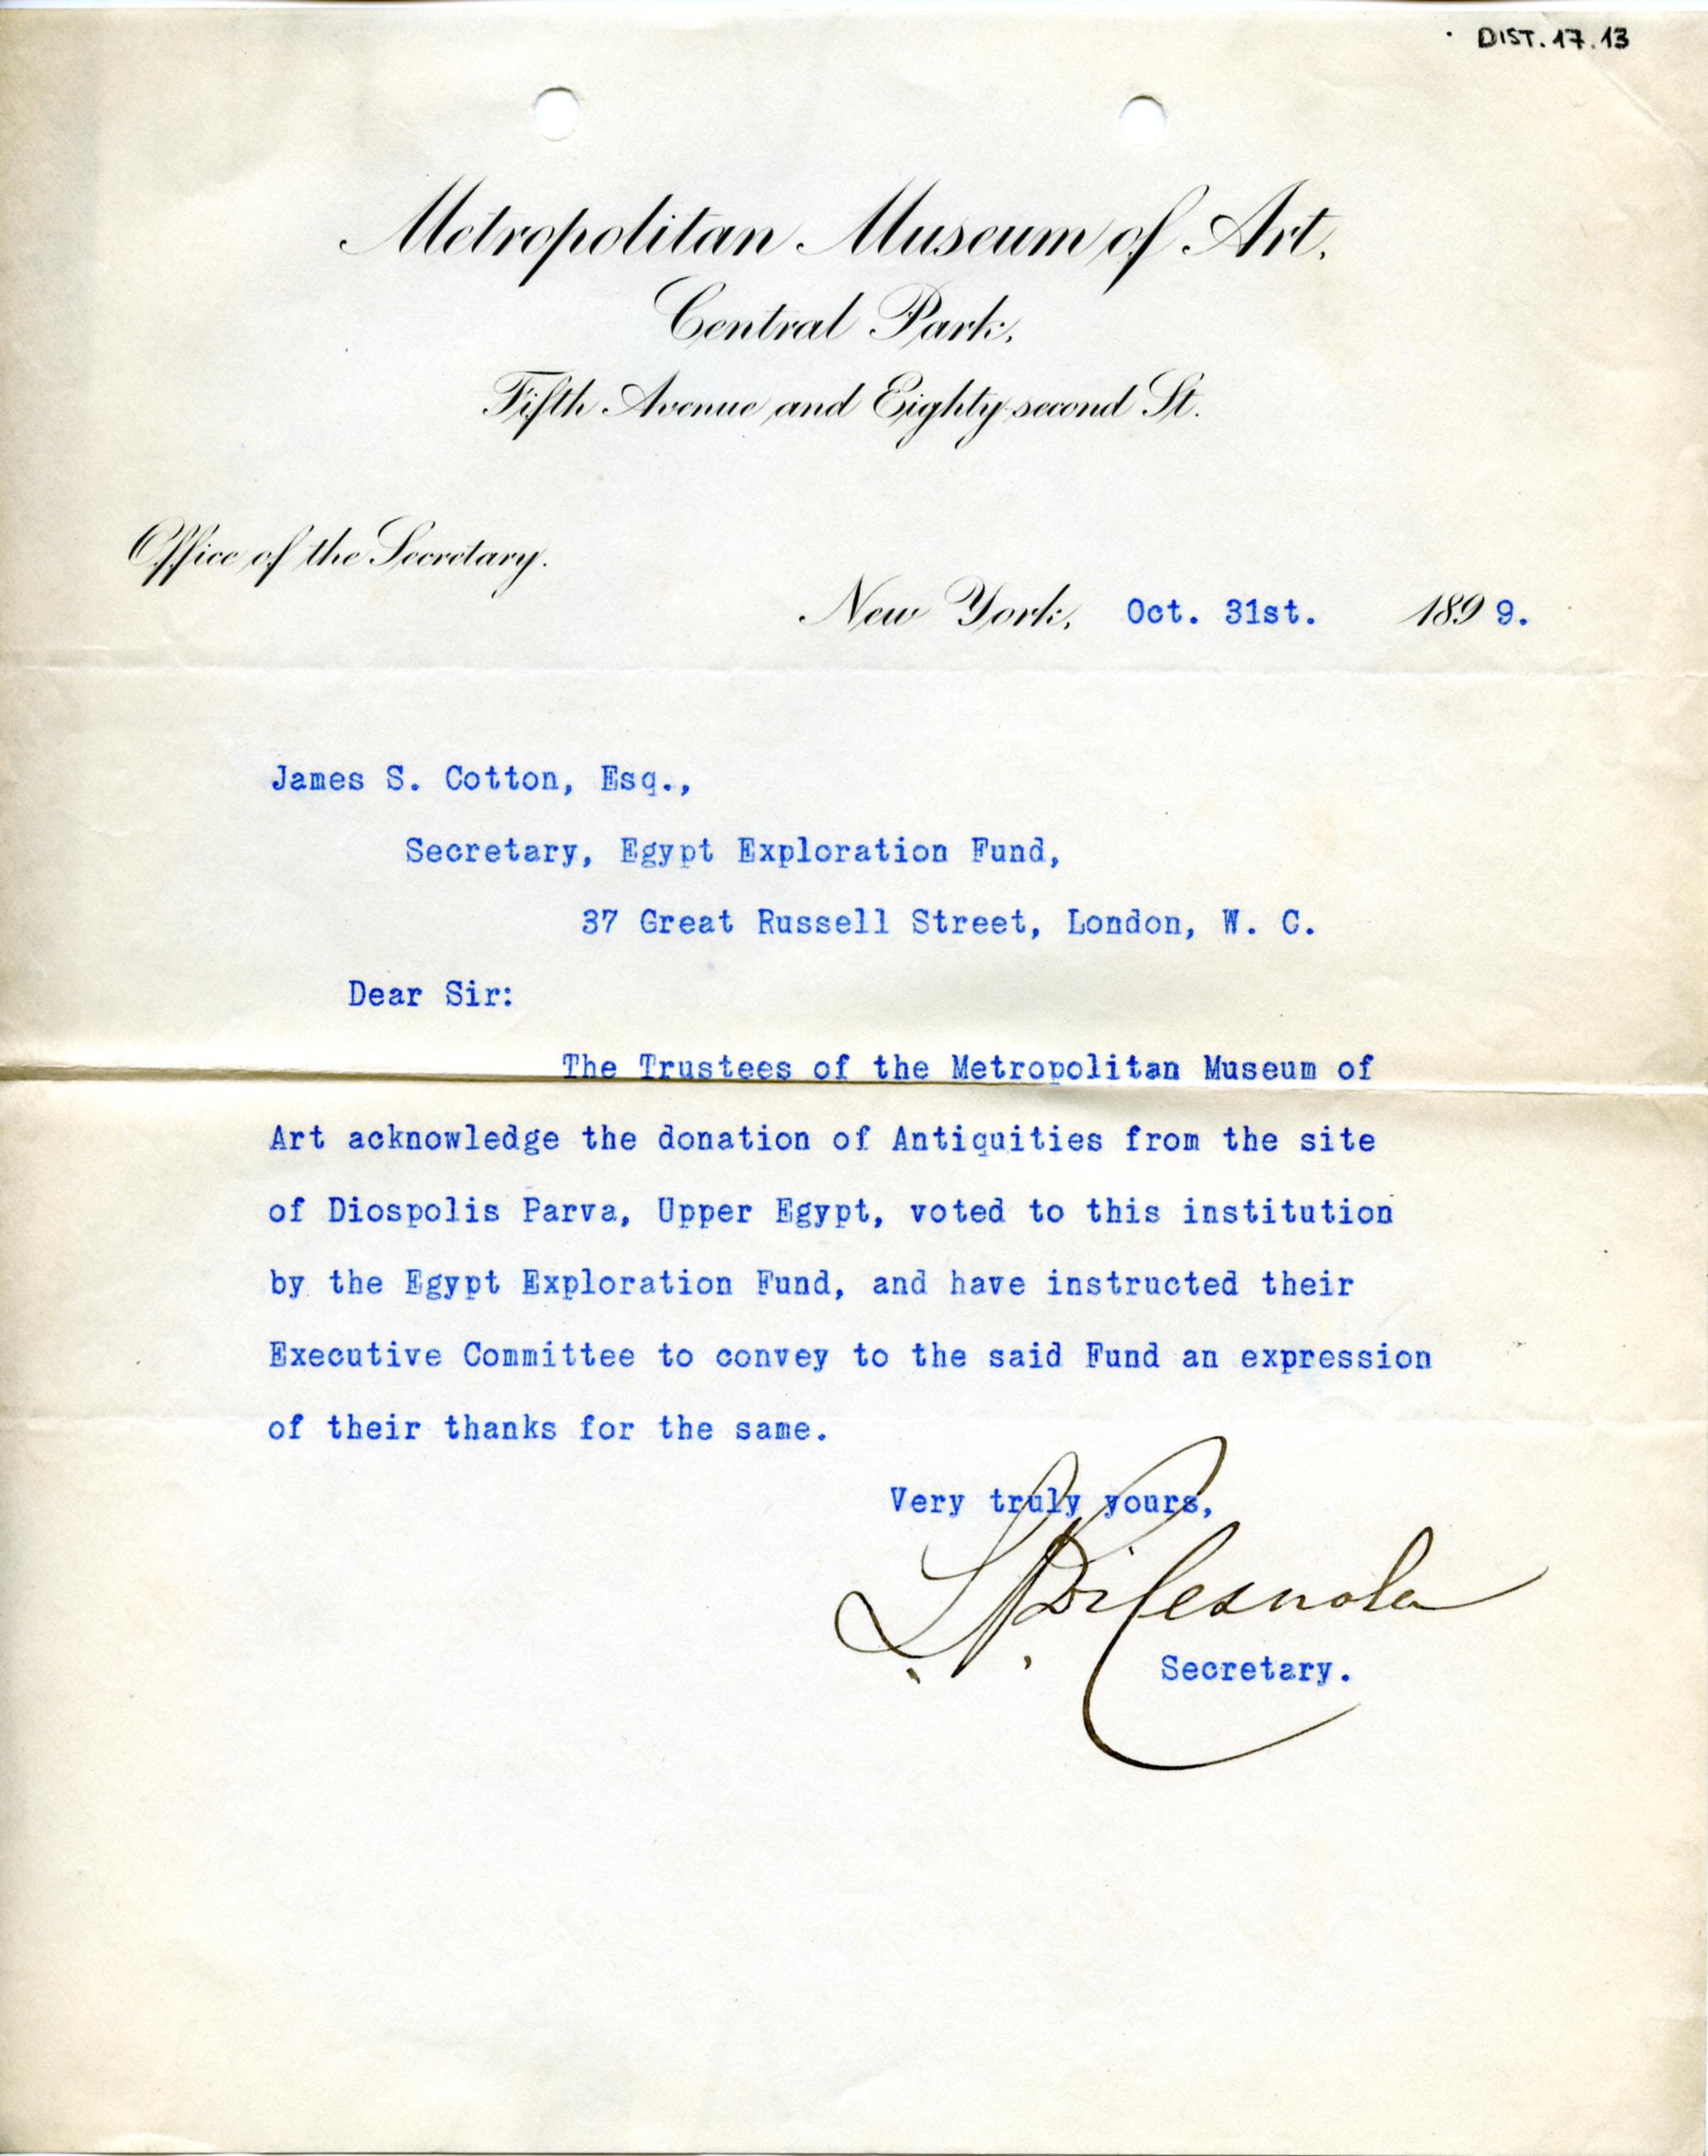 DIST.17.13
Metropolitan Museum of Art.
Central Park,
Fifth Avenue and Eighty-second St.
Office of the Secretary.
New York, Oct. 31st. 1899.
James S. Cotton, Esq.,
Secretary, Egypt Exploration Fund,
37 Great Russell Street, London, W. C.
Dear Sir:
The Trustees of the Metropolitan Museum of
Art acknowledge the donation of Antiquities from the site
of Diospolis Parva, Upper Egypt, voted to this institution
by the Egypt Exploration Fund, and have instructed their
Executive Committee to convey to the said Fund an expression
of their thanks for the same.
Very truly yours,
L. P. Di Cesnola
Secretary.